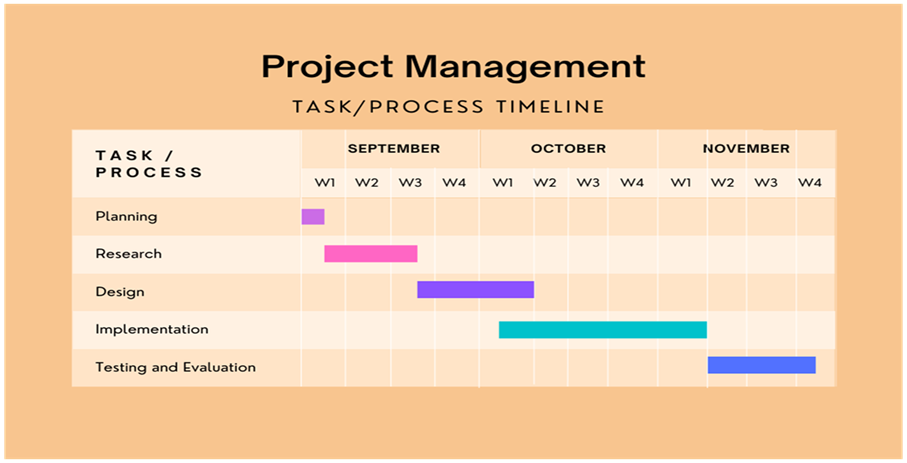 Project Management
TASK/PROCESS TIMELINE
TASK /
PROCESS
SEPTEMBER OCTOBER NOVEMBER
W1 W2 W3 W4 W1 W2 W3 W4 W1 W2 W3 W4
Planning
Research
Design
Implementation
Testing and Evaluation